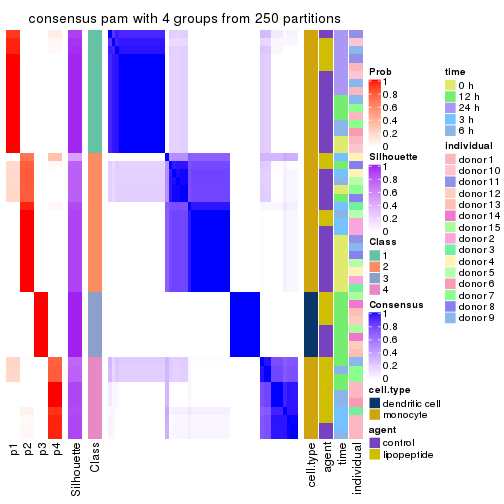 consensus pam with 4 groups from 250 partitions
Prob
1
0.8
0.6
0.4
0.2
0
Silhouette
1
0.8
0.6
0.4
0.2
0
Class
1
2
3
4
Consensus
1
0.8
0.6
0.4
0.2
0
cell.type
dendritic cell
monocyte
agent
control
lipopeptide
time
0 h
12 h
24 h
3 h
6 h
individual
donor 1
donor 10
donor 11
donor 12
donor 13
donor 14
donor 15
donor 2
donor 3
donor 4
donor 5
donor 6
donor 7
donor 8
donor 9
p1
p2
p3
p4
Silhouette
Class
cell.type
agent
time
individual